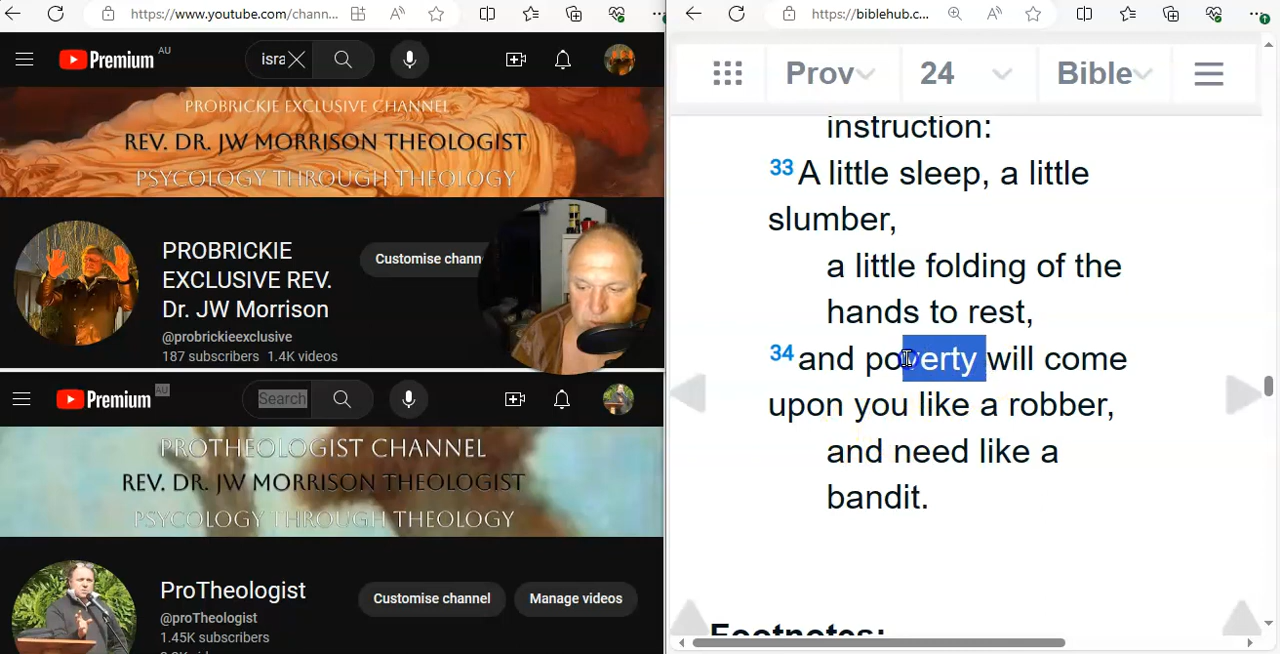 https://www.youtube.com/chann...
Premium AU
isra
PROBRICKIE EXCLUSIVE CHANNEL
REV. DR. JW MORRISON THEOLOGIST
PSYCOLOGY THROUGH THEOLOGY
PROBRICKIE
EXCLUSIVE REV.
Dr. JW Morrison
Customise chann
@probrickieexclusive
187 subscribers 1.4K videos
Premium AU
Search
PROTHEOLOGIST CHANNEL
REV. DR. JW MORRISON THEOLOGIST
PSYCOLOGY THROUGH THEOLOGY
ProTheologist
Customise channel
Manage videos
@proTheologist
1.45K subscribers
https://biblehub.c...
Prov
24
Bible
instruction:
33 A little sleep, a little
slumber,
a little folding of the
hands to rest,
34 and poverty will come
upon you like a robber,
and need like a
bandit.
Footnotes: